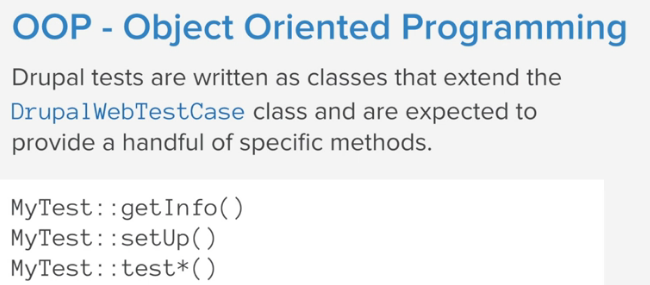 OOP - Object Oriented Programming
Drupal tests are written as classes that extend the
DrupalWebTestCase class and are expected to
provide a handful of specific methods.
MyTest::getInfo()
MyTest::setUp()
MyTest::test*()